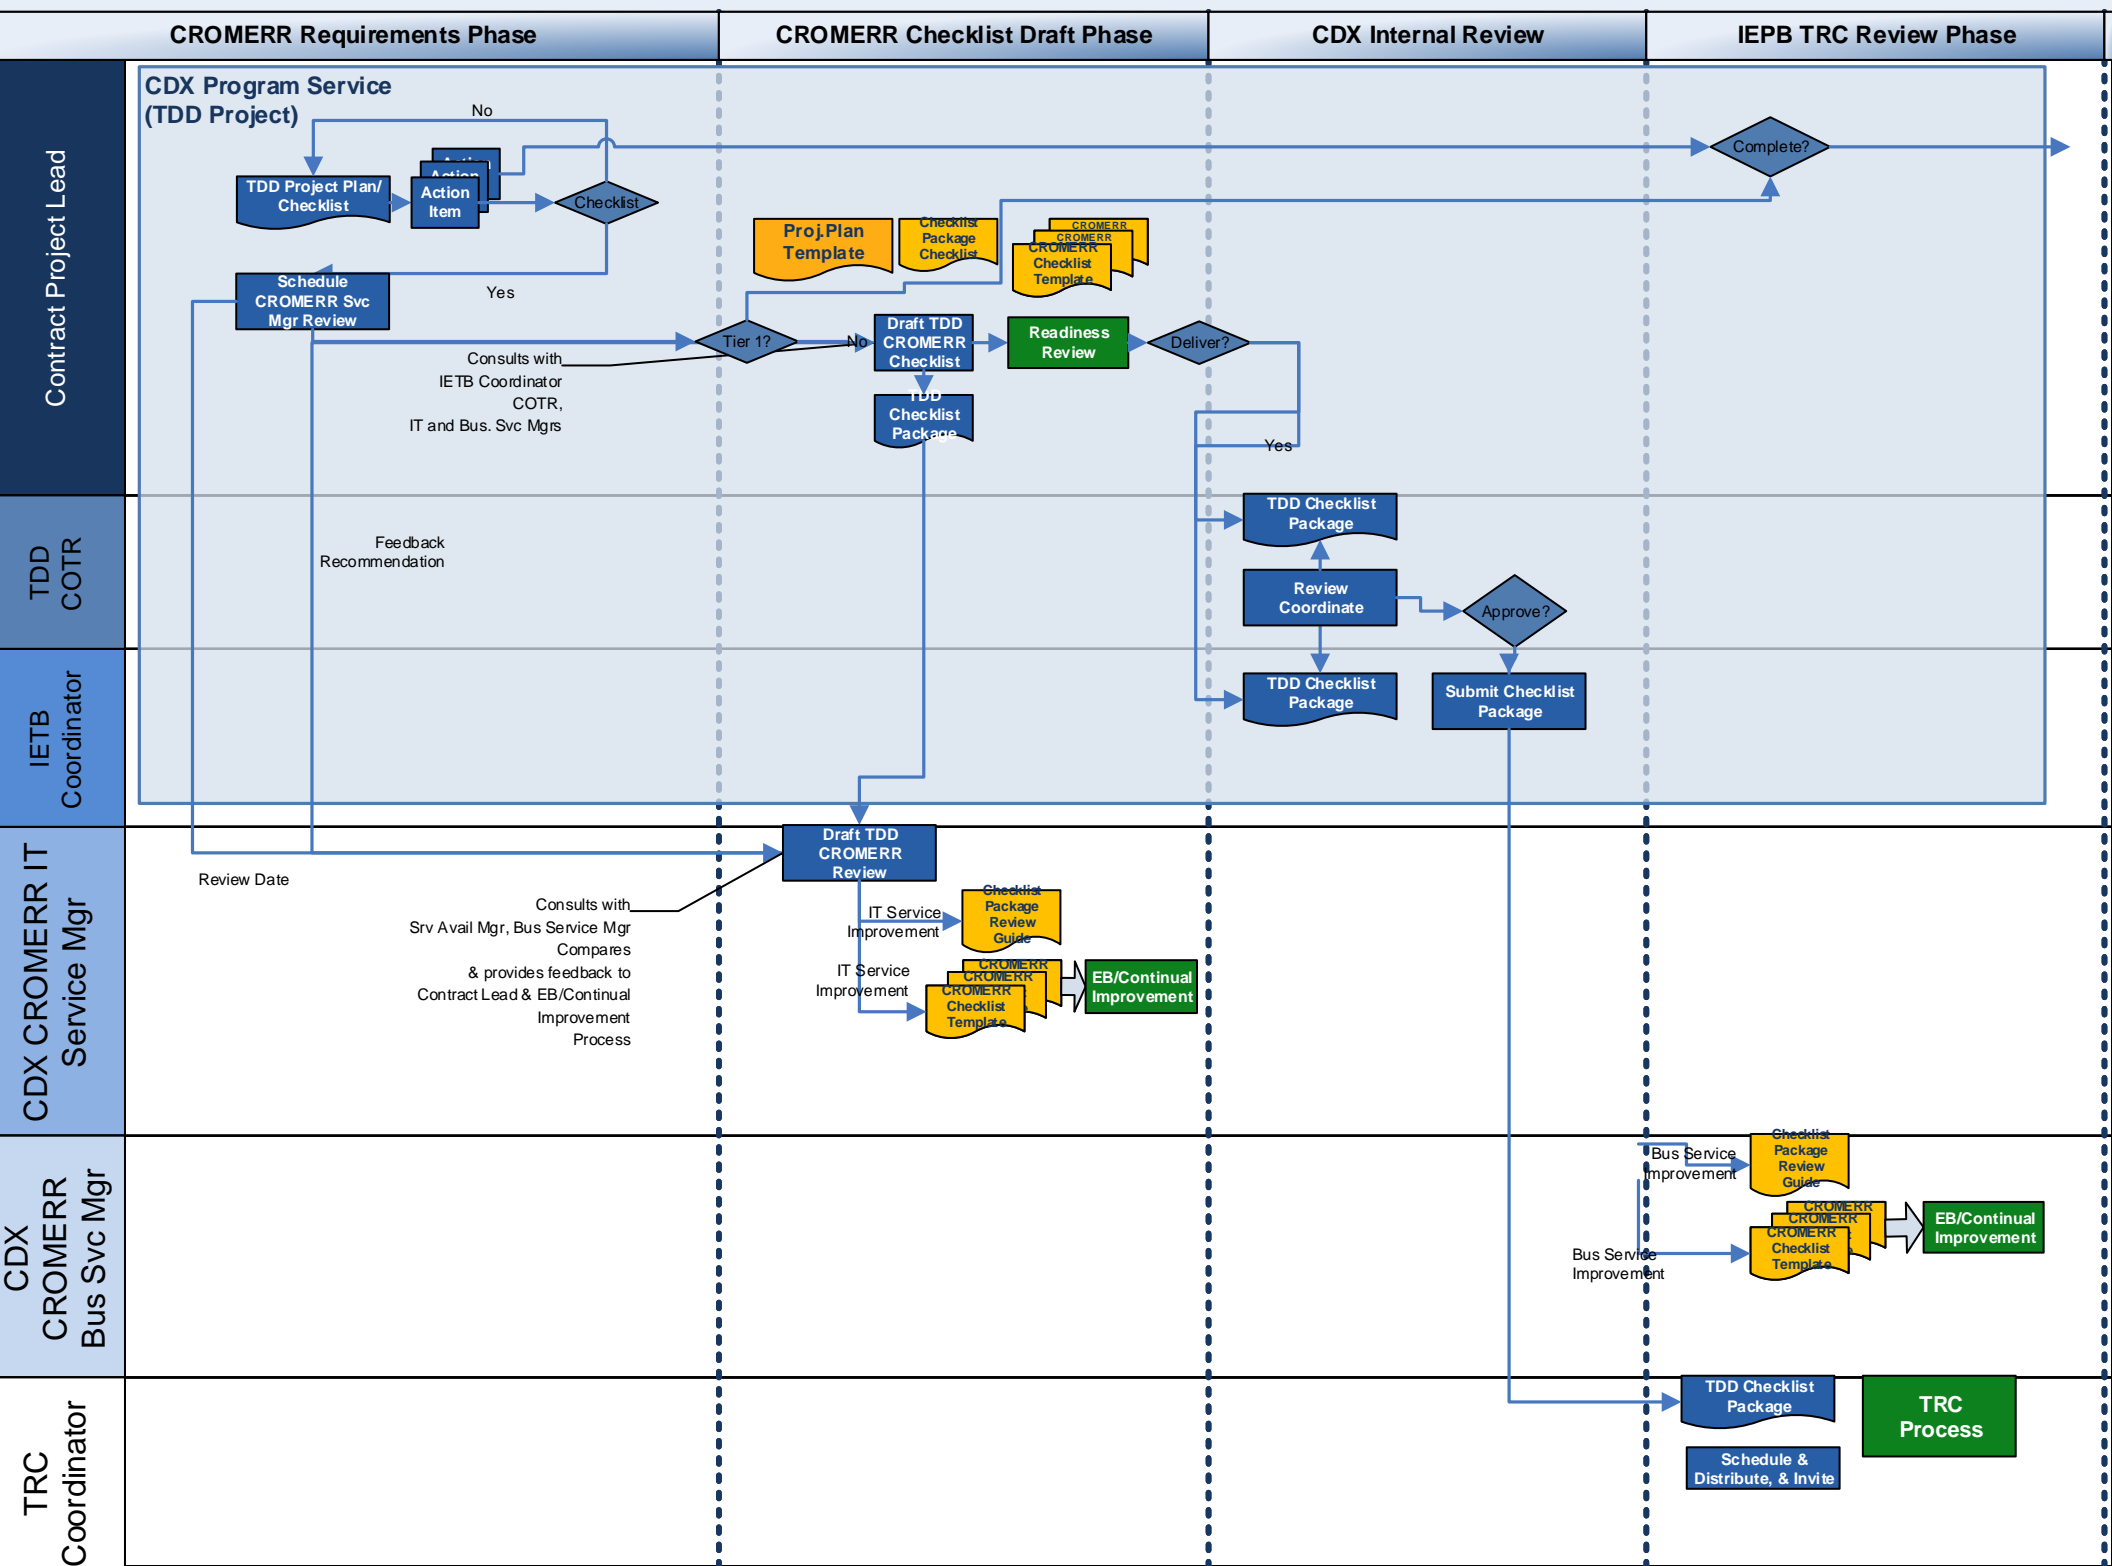 CROMERR Requirements Phase
CROMERR Checklist Draft Phase
CDX Internal Review
IEPB TRC Review Phase
Contract Project Lead
CDX Program Service
(TDD Project)
No
TDD Project Plan/
Checklist
Action
Action
Action
Item
Checklist
Complete?
Schedule
CROMERR Svc
Mgr Review
Yes
Proj.Plan
Template
Checklist
Package
Checklist
CROMERR
CROMERR
CROMERR
Checklist
Template
Tier 1?
No
Draft TDD
CROMERR
Checklist
Readiness
Review
Deliver?
Consults with
IETB Coordinator
COTR,
IT and Bus. Svc Mgrs
TDD
Checklist
Package
Yes
TDD
COTR
Feedback
Recommendation
TDD Checklist
Package
Review
Coordinate
Approve?
IETB
Coordinator
TDD Checklist
Package
Submit Checklist
Package
CDX CROMERR IT
Service Mgr
Draft TDD
CROMERR
Review
Review Date
Consults with
Srv Avail Mgr, Bus Service Mgr
Compares
& provides feedback to
Contract Lead & EB/Continual
Improvement
Process
IT Service
Improvement
Checklist
Package
Review
Guide
IT Service
Improvement
CROMERR
CROMERR
CROMERR
Checklist
Template
EB/Continual
Improvement
CDX
CROMERR
Bus Svc Mgr
Bus Service
Improvement
Checklist
Package
Review
Guide
Bus Service
Improvement
CROMERR
CROMERR
CROMERR
Checklist
Template
EB/Continual
Improvement
TRC
Coordinator
TDD Checklist
Package
TRC
Process
Schedule &
Distribute, & Invite